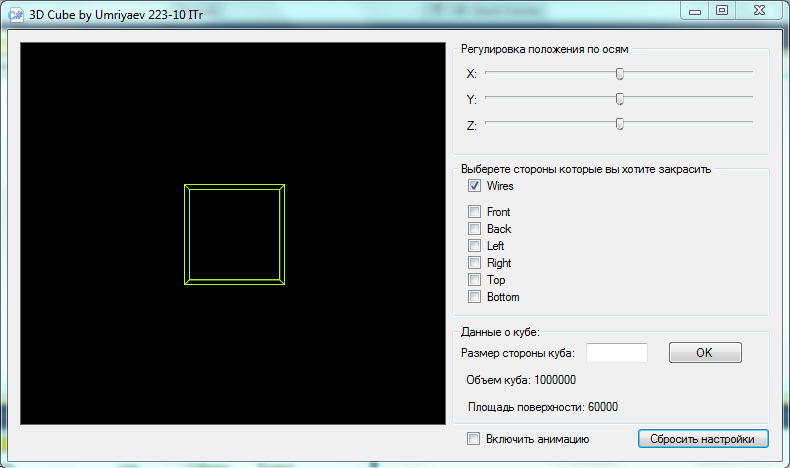 3D Cube by Umriyaev 223-10 ITr
Регулировка положения по осям
X:
Y:
Z:
Выберете стороны которые вы хотите закрасить
Wires
Front
Back
Left
Right
Top
Bottom
Данные о кубе:
Размер стороны куба: OK
Объем куба: 1000000
Площадь поверхности: 60000
Включить анимацию Сбросить настройки